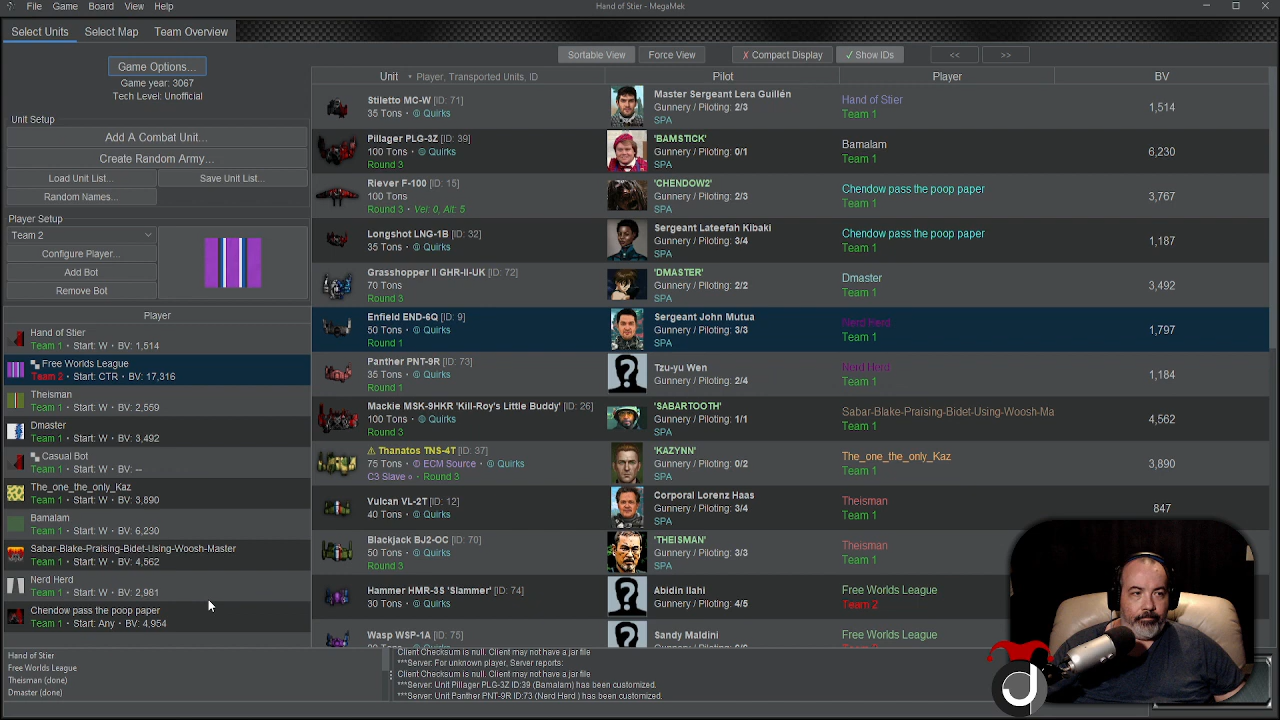 Hand of Stier - MegaMek
File Game Board View Help
Select Units Select Map Team Overview
Game Options...
Game year: 3067
Tech Level: Unofficial
Unit Setup
Add A Combat Unit...
Create Random Army...
Load Unit List... Save Unit List...
Random Names...
Player Setup
Team 2
Configure Player...
Add Bot
Remove Bot
Player
Hand of Stier
Team 1 • Start: W • BV: 1,514
Free Worlds League
Team 2 • Start: CTR • BV: 17,316
Theisman
Team 1 • Start: W • BV: 2,559
Dmaster
Team 1 • Start: W • BV: 3,492
Casual Bot
Team 1 • Start: W • BV: --
The_one_the_only_Kaz
Team 1 • Start: W • BV: 3,890
Bamalam
Team 1 • Start: W • BV: 6,230
Sabar-Blake-Praising-Bidet-Using-Woosh-Master
Team 1 • Start: W • BV: 4,562
Nerd Herd
Team 1 • Start: W • BV: 2,981
Chendow pass the poop paper
Team 1 • Start: Any • BV: 4,954
Hand of Stier
Free Worlds League
Theisman (done)
Dmaster (done)
Sortable View Force View ✗ Compact Display ✓ Show IDs << >>
Unit Player, Transported Units, ID Pilot Player BV
Stiletto MC-W [ID: 71]
35 Tons • Quirks
Master Sergeant Lera Guillén
Gunnery / Piloting: 2/3
SPA
Hand of Stier
Team 1
1,514
Pillager PLG-3Z [ID: 39]
100 Tons • Quirks
Round 3
'BAMSTICK'
Gunnery / Piloting: 0/1
SPA
Bamalam
Team 1
6,230
Riever F-100 [ID: 15]
100 Tons
Round 3 • Vel: 0, Alt: 5
'CHENDOW2'
Gunnery / Piloting: 2/3
SPA
Chendow pass the poop paper
Team 1
3,767
Longshot LNG-1B [ID: 32]
35 Tons • Quirks
Sergeant Lateefah Kibaki
Gunnery / Piloting: 3/4
SPA
Chendow pass the poop paper
Team 1
1,187
Grasshopper II GHR-II-UK [ID: 72]
70 Tons
Round 3
'DMASTER'
Gunnery / Piloting: 2/2
SPA
Dmaster
Team 1
3,492
Enfield END-6Q [ID: 9]
50 Tons • Quirks
Round 1
Sergeant John Mutua
Gunnery / Piloting: 3/3
SPA
Nerd Herd
Team 1
1,797
Panther PNT-9R [ID: 73]
35 Tons • Quirks
Round 1
Tzu-yu Wen
Gunnery / Piloting: 2/4
Nerd Herd
Team 1
1,184
Mackie MSK-9HKR 'Kill-Roy's Little Buddy' [ID: 26]
100 Tons • Quirks
Round 3
'SABARTOOTH'
Gunnery / Piloting: 1/1
SPA
Sabar-Blake-Praising-Bidet-Using-Woosh-Ma
Team 1
4,562
⚠ Thanatos TNS-4T [ID: 37]
75 Tons • ECM Source • Quirks
C3 Slave ○ • Round 3
'KAZYNN'
Gunnery / Piloting: 0/2
SPA
The_one_the_only_Kaz
Team 1
3,890
Vulcan VL-2T [ID: 12]
40 Tons • Quirks
Corporal Lorenz Haas
Gunnery / Piloting: 3/4
SPA
Theisman
Team 1
847
Blackjack BJ2-OC [ID: 70]
50 Tons • Quirks
Round 3
'THEISMAN'
Gunnery / Piloting: 3/3
SPA
Theisman
Team 1
Hammer HMR-3S 'Slammer' [ID: 74]
30 Tons • Quirks
Abidin Ilahi
Gunnery / Piloting: 4/5
Free Worlds League
Team 2
Wasp WSP-1A [ID: 75]
Sandy Maldini
Free Worlds League
Client Checksum is null. Client may not have a jar file
***Server: For unknown player, Server reports:
Client Checksum is null. Client may not have a jar file
***Server: Unit Pillager PLG-3Z ID:39 (Bamalam) has been customized.
***Server: Unit Panther PNT-9R ID:73 (Nerd Herd ) has been customized.